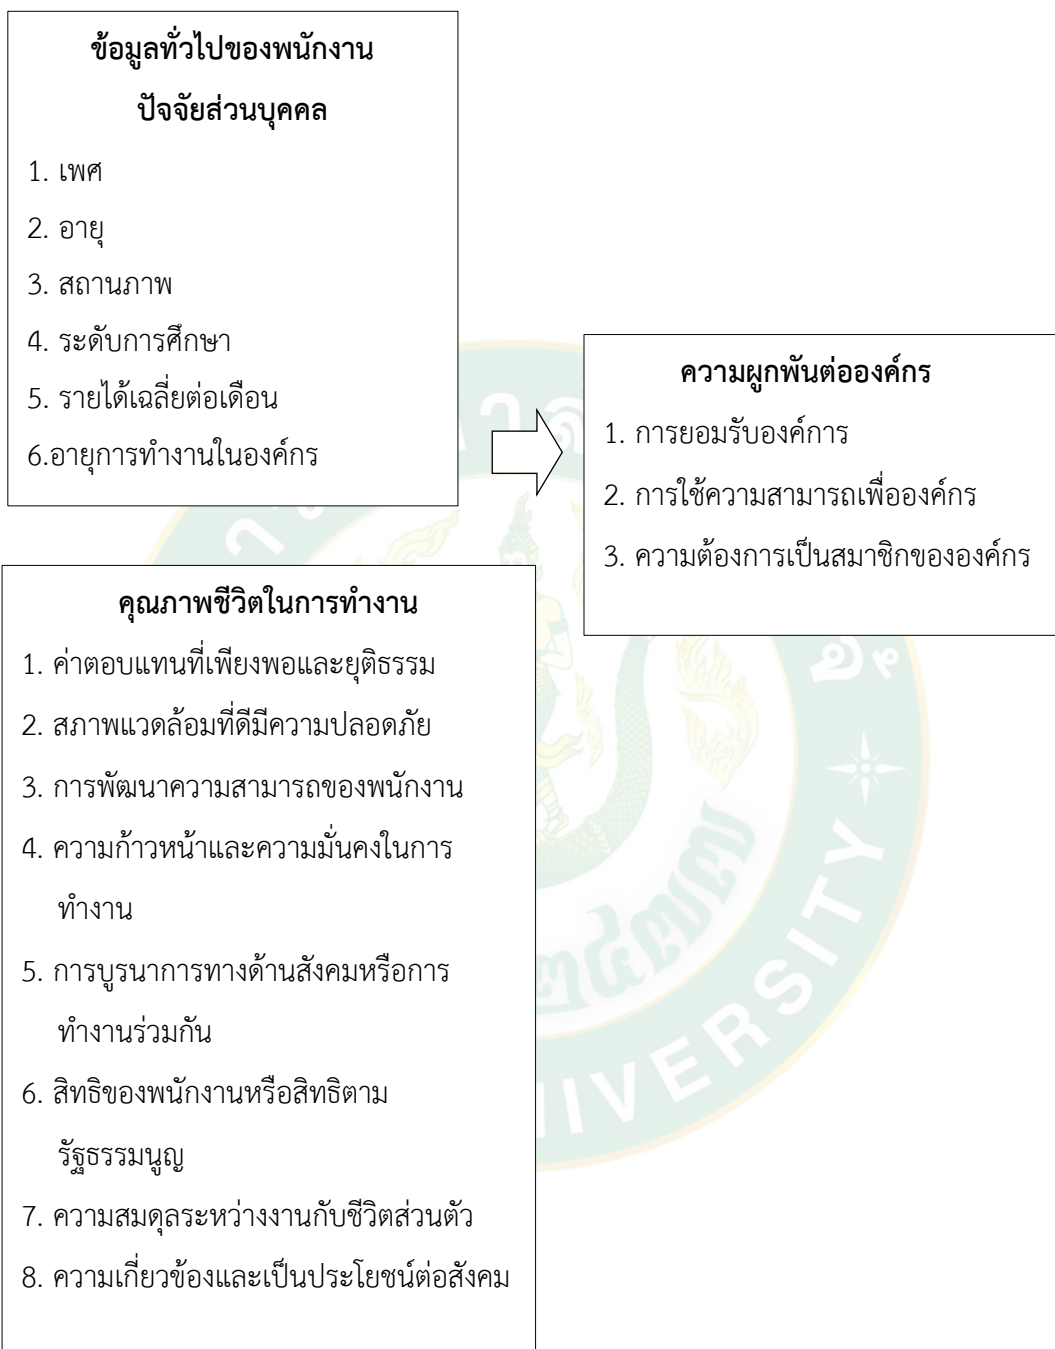 ข้อมูลทั่วไปของพนักงาน
ปัจจัยส่วนบุคคล
1. เพศ
2. อายุ
3. สถานภาพ
4. ระดับการศึกษา
5. รายได้เฉลี่ยต่อเดือน
6.อายุการทำงานในองค์กร
ความผูกพันต่อองค์กร
1. การยอมรับองค์การ
2. การใช้ความสามารถเพื่อองค์กร
3. ความต้องการเป็นสมาชิกขององค์กร
คุณภาพชีวิตในการทำงาน
1. ค่าตอบแทนที่เพียงพอและยุติธรรม
2. สภาพแวดล้อมที่ดีมีความปลอดภัย
3. การพัฒนาความสามารถของพนักงาน
4. ความก้าวหน้าและความมั่นคงในการ
ทำงาน
5. การบูรนาการทางด้านสังคมหรือการ
ทำงานร่วมกัน
6. สิทธิของพนักงานหรือสิทธิตาม
รัฐธรรมนูญ
7. ความสมดุลระหว่างงานกับชีวิตส่วนตัว
8. ความเกี่ยวข้องและเป็นประโยชน์ต่อสังคม
๒๔๗๗
IVERSITY